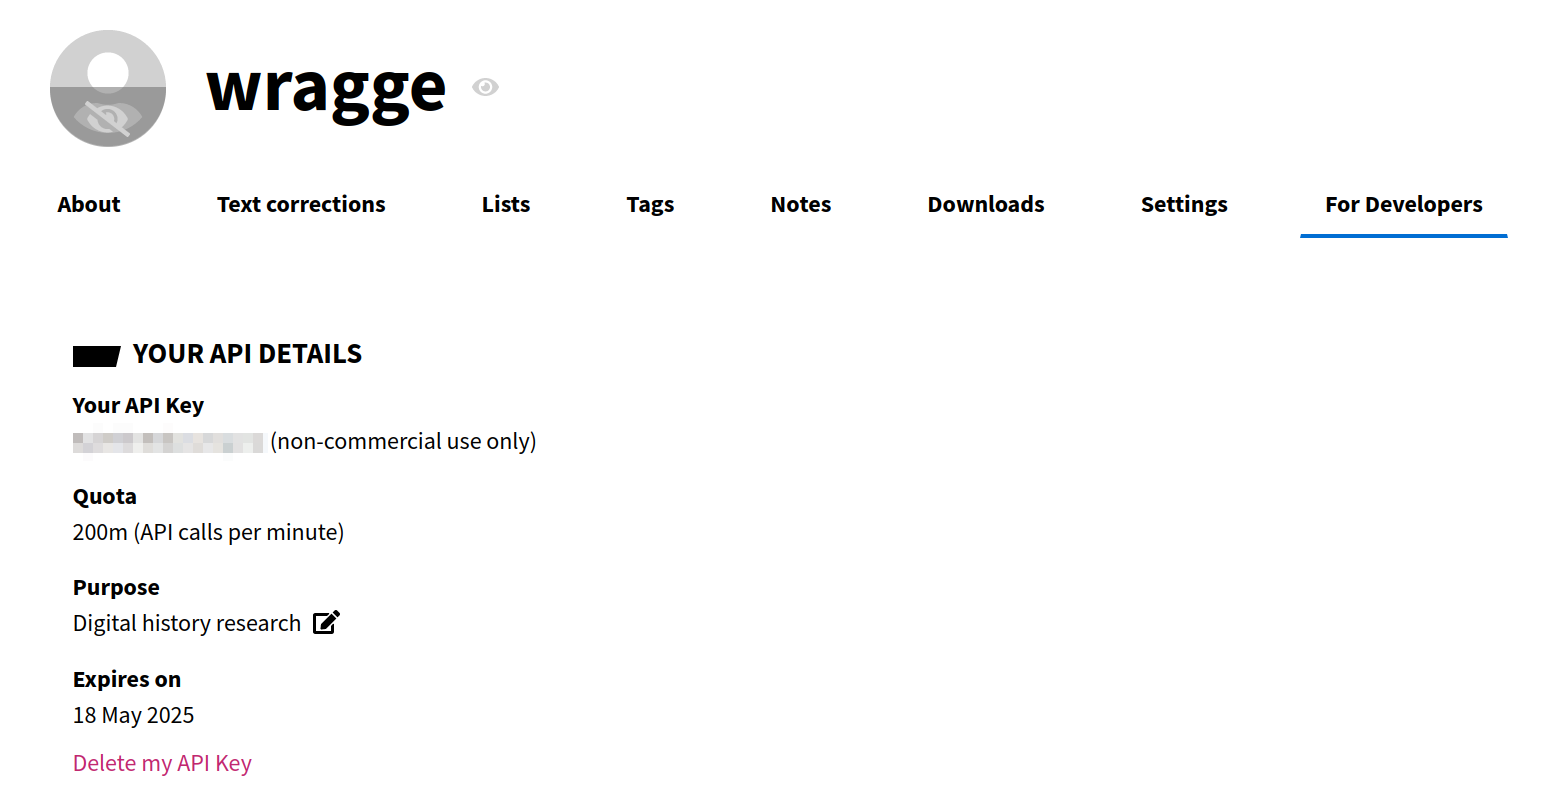 wragge
About Text corrections Lists Tags Notes Downloads Settings For Developers
YOUR API DETAILS
Your API Key
(non-commercial use only)
Quota
200m (API calls per minute)
Purpose
Digital history research
Expires on
18 May 2025
Delete my API Key